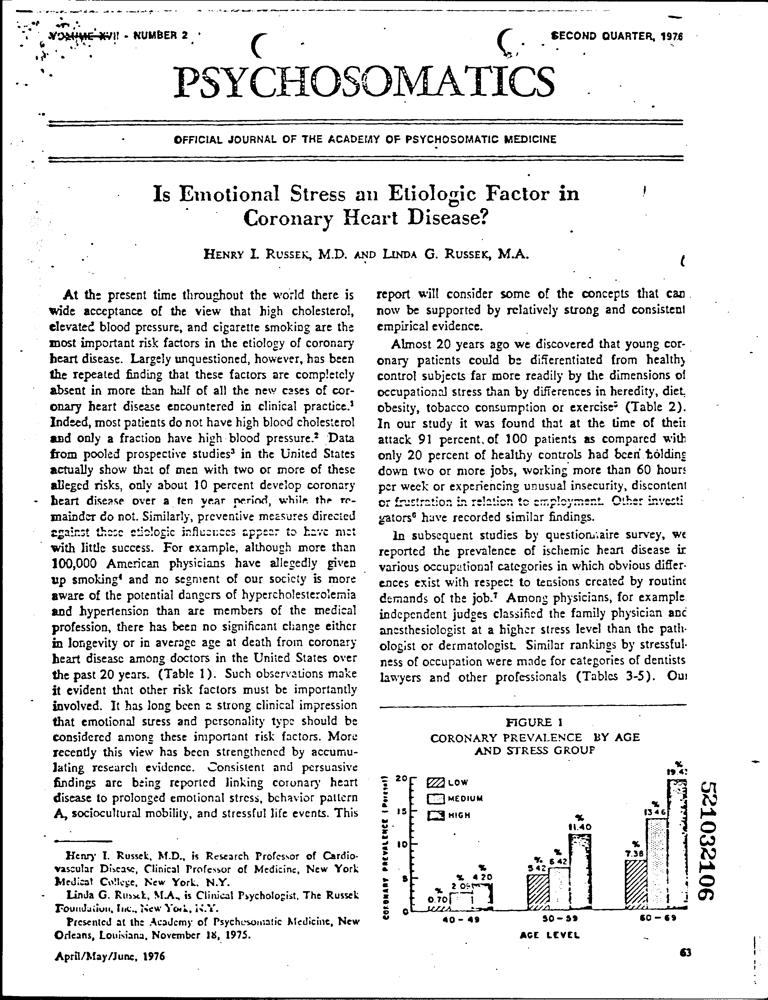 VOLUME XVII - NUMBER 2
SECOND QUARTER, 1976
PSYCHOSOMATICS
OFFICIAL JOURNAL OF THE ACADEMY OF PSYCHOSOMATIC MEDICINE
Is Emotional Stress an Etiologic Factor in
Coronary Heart Disease?
HENRY I. RUSSEK, M.D. AND LINDA G. RUSSEK, M.A.
At the present time throughout the world there is
wide acceptance of the view that high cholesterol,
elevated blood pressure, and cigarette smoking are the
most important risk factors in the etiology of coronary
heart disease. Largely unquestioned, however, has been
the repeated finding that these factors are completely
absent in more than half of all the new cases of cor-
onary heart disease encountered in clinical practice.¹
Indeed, most patients do not have high blood cholesterol
and only a fraction have high blood pressure.² Data
from pooled prospective studies³ in the United States
actually show that of men with two or more of these
alleged risks, only about 10 percent develop coronary
heart disease over a ten year period, while the re-
mainder do not. Similarly, preventive measures directed
against these etiologic influences appear to have met
with little success. For example, although more than
100,000 American physicians have allegedly given
up smoking⁴ and no segment of our society is more
aware of the potential dangers of hypercholesterolemia
and hypertension than are members of the medical
profession, there has been no significant change either
in longevity or in average age at death from coronary
heart disease among doctors in the United States over
the past 20 years. (Table 1). Such observations make
it evident that other risk factors must be importantly
involved. It has long been a strong clinical impression
that emotional stress and personality type should be
considered among these important risk factors. More
recently this view has been strengthened by accumu-
lating research evidence. Consistent and persuasive
findings are being reported linking coronary heart
disease to prolonged emotional stress, behavior pattern
A, sociocultural mobility, and stressful life events. This
Henry I. Russek, M.D., is Research Professor of Cardio-
vascular Disease, Clinical Professor of Medicine, New York
Medical College, New York, N.Y.
Linda G. Russek, M.A., is Clinical Psychologist, The Russek
Foundation, Inc., New York, N.Y.
Presented at the Academy of Psychosomatic Medicine, New
Orleans, Louisiana, November 18, 1975.
April/May/June, 1976
report will consider some of the concepts that can
now be supported by relatively strong and consistent
empirical evidence.
Almost 20 years ago we discovered that young cor-
onary patients could be differentiated from healthy
control subjects far more readily by the dimensions of
occupational stress than by differences in heredity, diet,
obesity, tobacco consumption or exercise⁵ (Table 2).
In our study it was found that at the time of their
attack 91 percent of 100 patients as compared with
only 20 percent of healthy controls had been holding
down two or more jobs, working more than 60 hours
per week or experiencing unusual insecurity, discontent
or frustration in relation to employment. Other investi
gators⁶ have recorded similar findings.
In subsequent studies by questionnaire survey, we
reported the prevalence of ischemic heart disease in
various occupational categories in which obvious differ-
ences exist with respect to tensions created by routine
demands of the job.⁷ Among physicians, for example
independent judges classified the family physician and
anesthesiologist at a higher stress level than the path-
ologist or dermatologist. Similar rankings by stressful-
ness of occupation were made for categories of dentists
lawyers and other professionals (Tables 3-5). Our
FIGURE 1
CORONARY PREVALENCE BY AGE
AND STRESS GROUP
CORONARY PREVALENCE (Percent)
20
15
10
5
0
LOW
MEDIUM
HIGH
% 0.70
% 2.05
% 4.20
% 5.42
% 6.42
% 11.40
% 7.38
% 13.46
% 19.43
40 - 49
50 - 59
60 - 69
AGE LEVEL
63
521032106